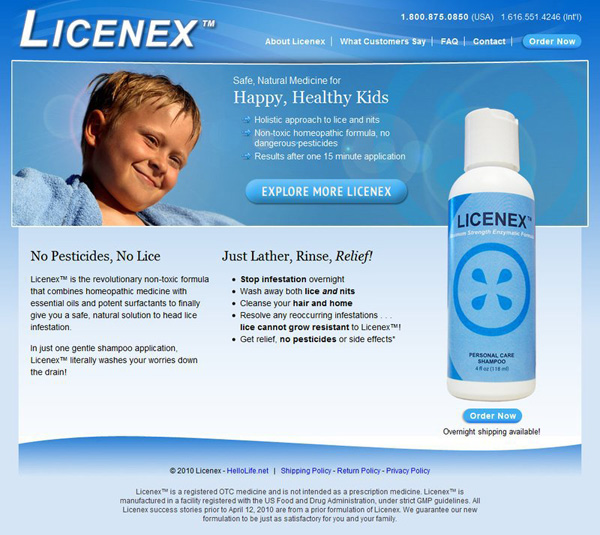 LICENEX™
1.800.875.0850 (USA) 1.616.551.4246 (Int'l)
About Licenex | What Customers Say | FAQ | Contact | Order Now
Safe, Natural Medicine for
Happy, Healthy Kids
Holistic approach to lice and nits
Non-toxic homeopathic formula, no
dangerous pesticides
Results after one 15 minute application
EXPLORE MORE LICENEX
LICENEX™
Maximum Strength Enzymatic Formula
PERSONAL CARE
SHAMPOO
4 fl oz (118 ml)
No Pesticides, No Lice
Licenex™ is the revolutionary non-toxic formula
that combines homeopathic medicine with
essential oils and potent surfactants to finally
give you a safe, natural solution to head lice
infestation.
In just one gentle shampoo application,
Licenex™ literally washes your worries down
the drain!
Just Lather, Rinse, Relief!
Stop infestation overnight
Wash away both lice and nits
Cleanse your hair and home
Resolve any reoccurring infestations . . .
lice cannot grow resistant to Licenex™!
Get relief, no pesticides or side effects*
Order Now
Overnight shipping available!
© 2010 Licenex - HelloLife.net | Shipping Policy - Return Policy - Privacy Policy
Licenex™ is a registered OTC medicine and is not intended as a prescription medicine. Licenex™ is
manufactured in a facility registered with the US Food and Drug Administration, under strict GMP guidelines. All
Licenex success stories prior to April 12, 2010 are from a prior formulation of Licenex. We guarantee our new
formulation to be just as satisfactory for you and your family.